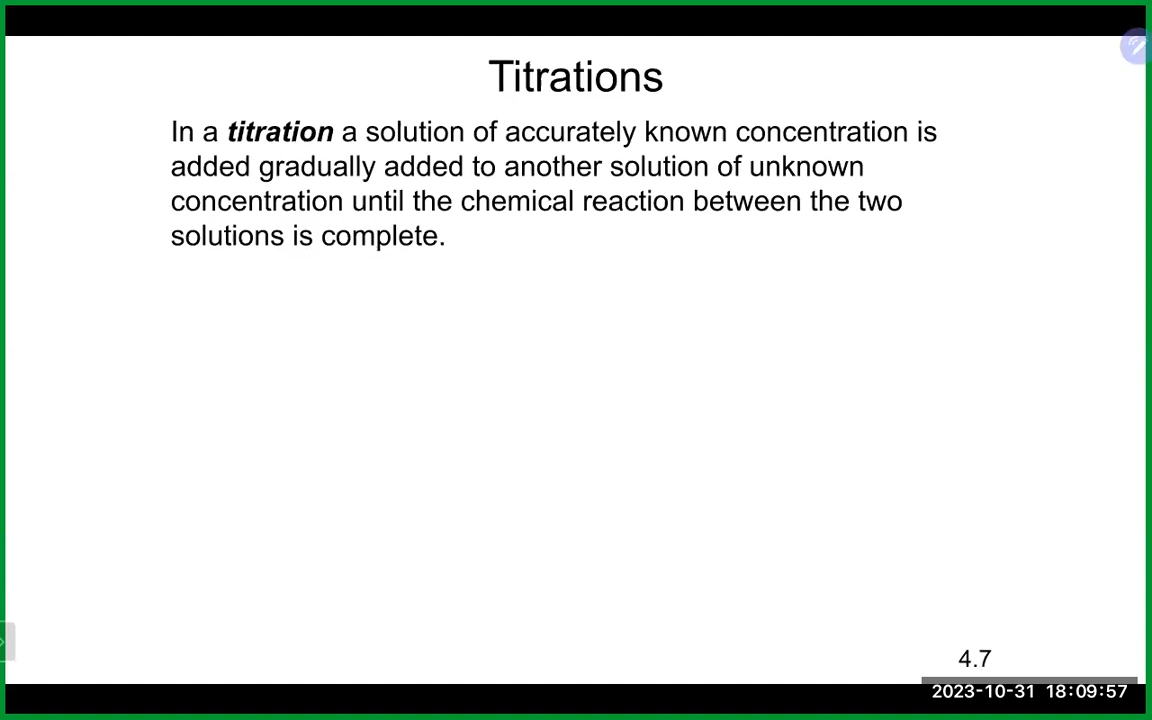 Titrations
In a titration a solution of accurately known concentration is
added gradually added to another solution of unknown
concentration until the chemical reaction between the two
solutions is complete.
4.7
2023-10-31 18:09:57